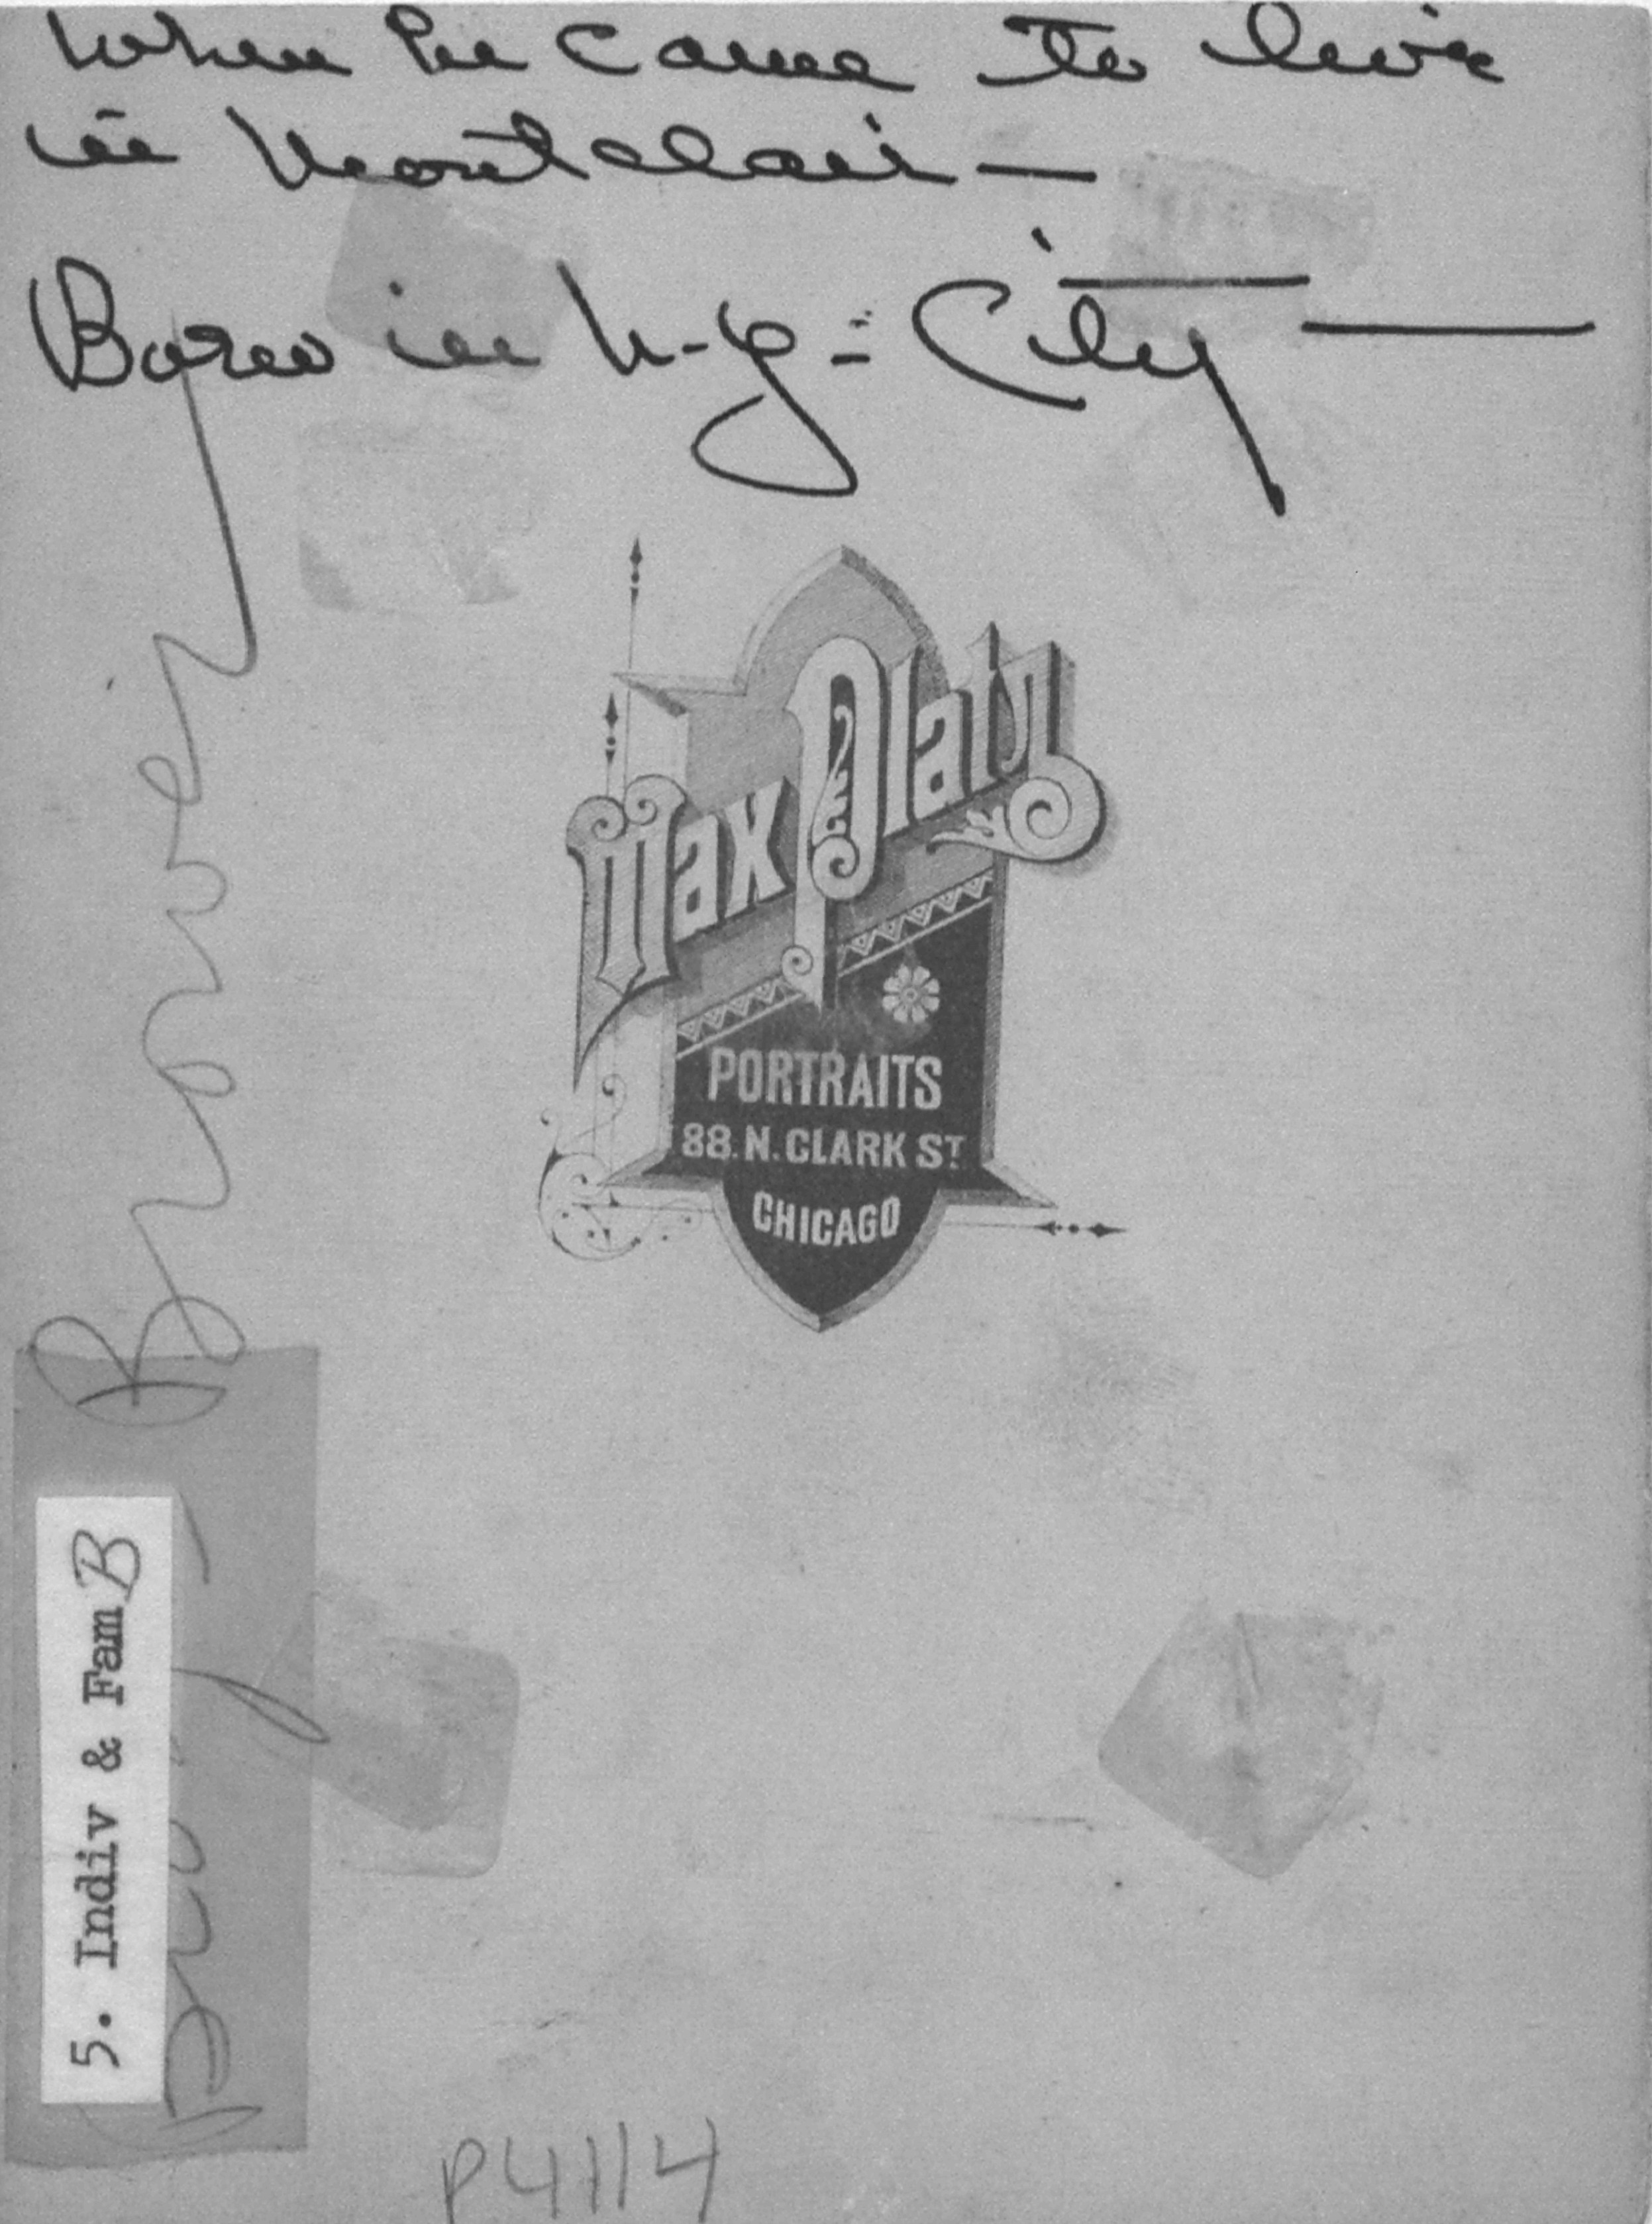 When he came to live
in Montclair —
Born in N-Y= City —
Max Platz
PORTRAITS
88. N. CLARK ST
CHICAGO
Brower
5. Indiv & Fam B
P4114